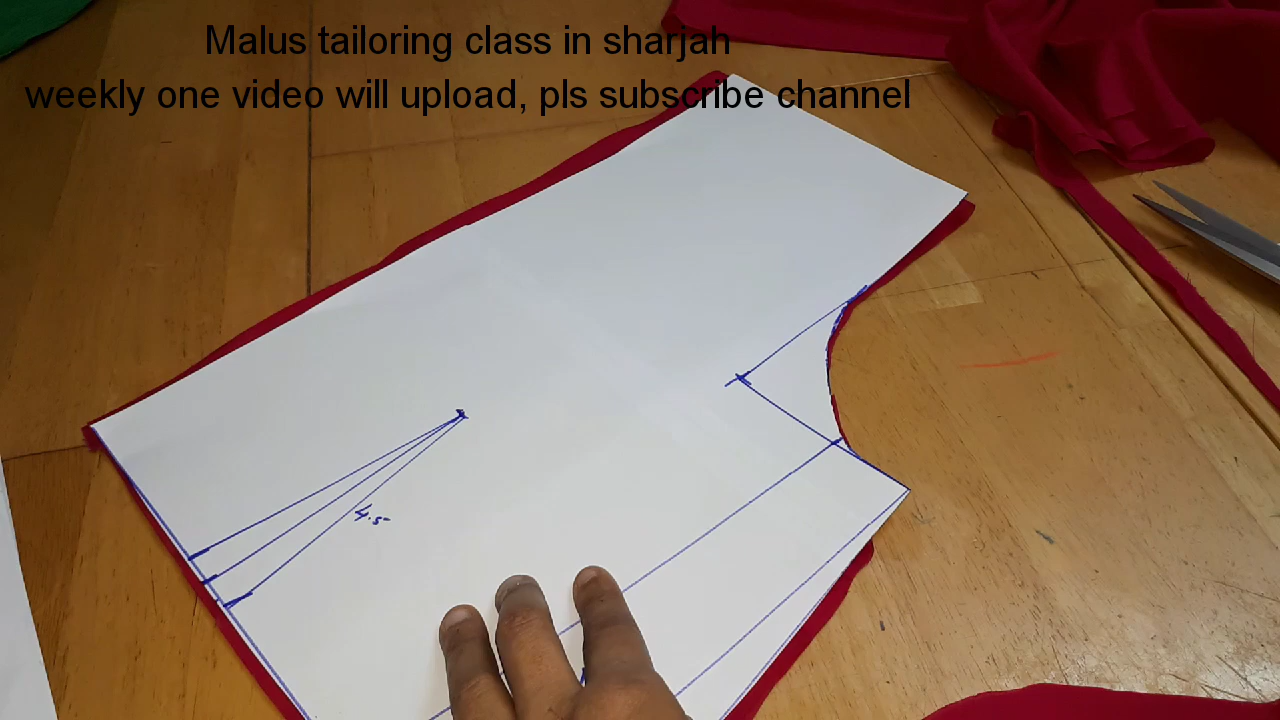 Malus tailoring class in sharjah
weekly one video will upload, pls subscribe channel
4.5